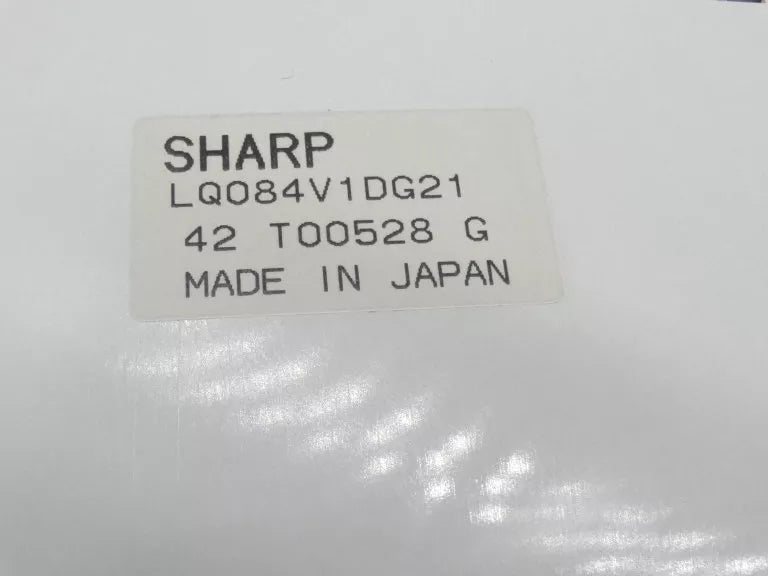 SHARP
LQ084V1DG21
42 T00528 G
MADE IN JAPAN